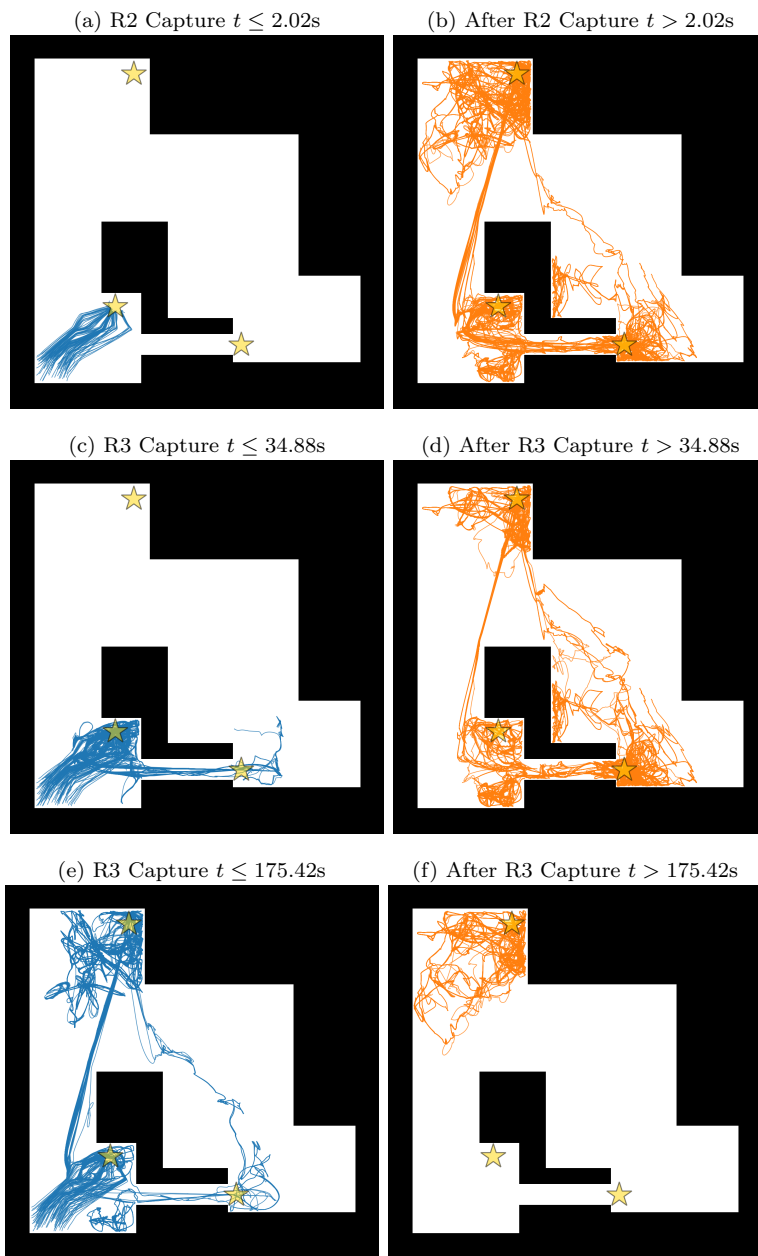 (a) R2 Capture t ≤ 2.02s
(b) After R2 Capture t > 2.02s
(c) R3 Capture t ≤ 34.88s
(d) After R3 Capture t > 34.88s
(e) R3 Capture t ≤ 175.42s
(f) After R3 Capture t > 175.42s